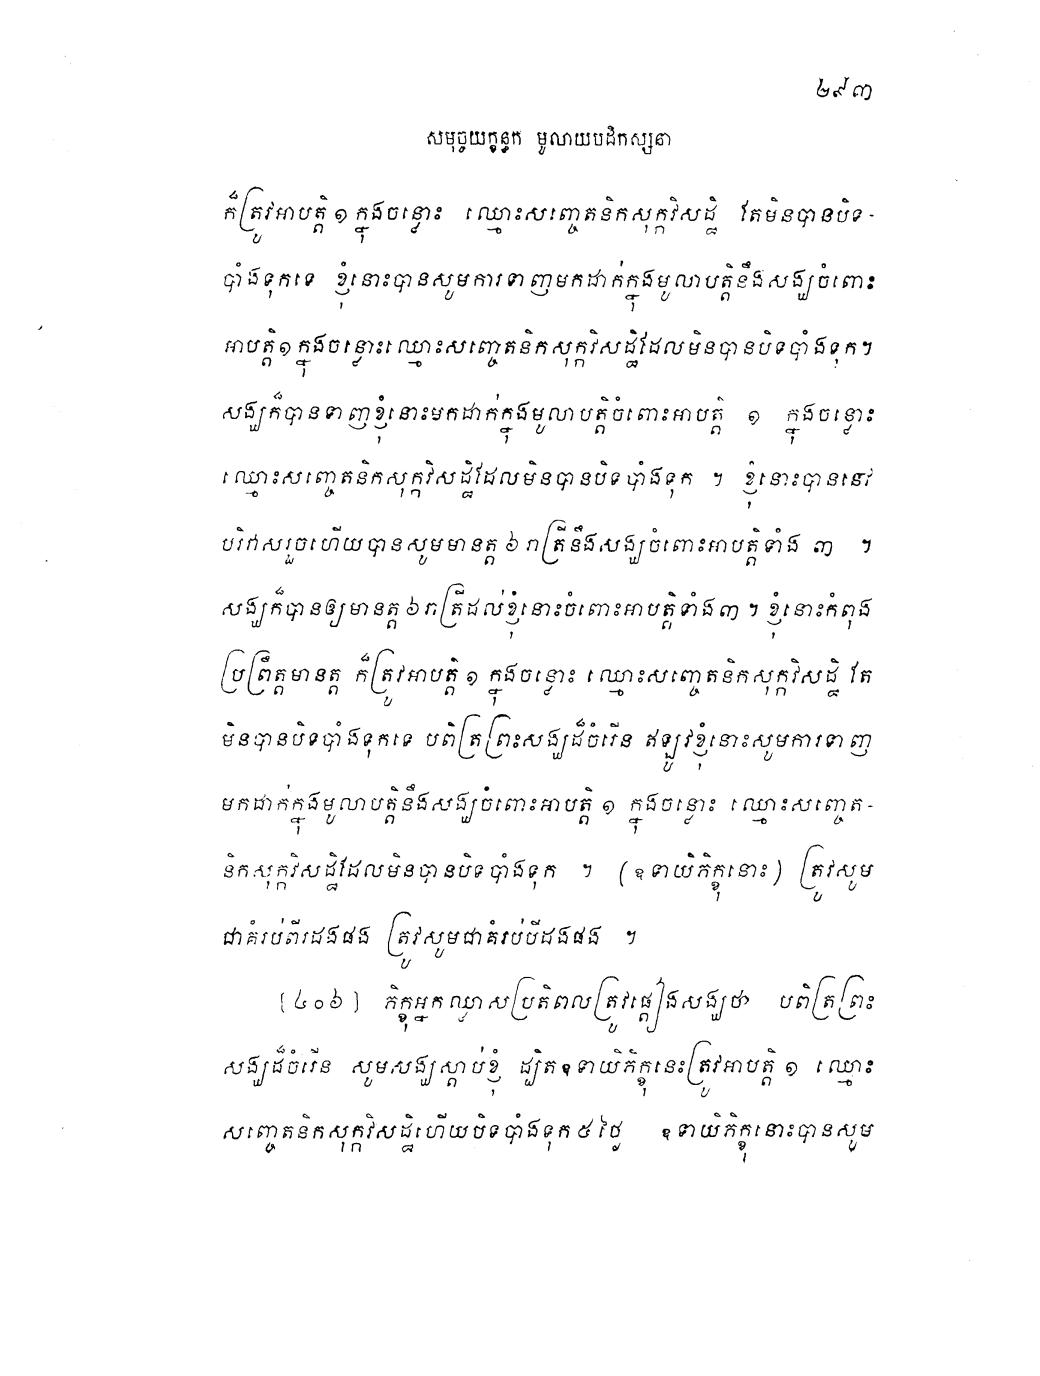 ២៩៣
សមុច្ចយក្ខន្ធក មូលាយបដិកស្សនា
ក៏ត្រូវអាបត្តិ ១ ក្នុងចន្លោះ ឈ្មោះសញ្ចេតនិកសុក្កវិសដ្ឋិ តែមិនបានបិទ-
បាំងទុកទេ ខ្ញុំនោះបានសូមការទាញមកដាក់ក្នុងមូលាបត្តិនឹងសង្ឃចំពោះ
អាបត្តិ១ក្នុងចន្លោះឈ្មោះសញ្ចេតនិកសុក្កវិសដ្ឋិដែលមិនបានបិទបាំងទុក។
សង្ឃក៏បានទាញខ្ញុំនោះមកដាក់ក្នុងមូលាបត្តិចំពោះអាបត្តិ ១ ក្នុងចន្លោះ
ឈ្មោះសញ្ចេតនិកសុក្កវិសដ្ឋិដែលមិនបានបិទបាំងទុក ។ ខ្ញុំនោះបាននៅ
បរិវាសរួចហើយបានសូមមានត្ត ៦ រាត្រីនឹងសង្ឃចំពោះអាបត្តិទាំង ៣ ។
សង្ឃក៏បានឲ្យមានត្ត ៦ រាត្រីដល់ខ្ញុំនោះចំពោះអាបត្តិទាំង៣ ។ ខ្ញុំនោះកំពុង
ប្រព្រឹត្តមានត្ត ក៏ត្រូវអាបត្តិ ១ ក្នុងចន្លោះ ឈ្មោះសញ្ចេតនិកសុក្កវិសដ្ឋិ តែ
មិនបានបិទបាំងទុកទេ បពិត្រព្រះសង្ឃដ៏ចំរើន ឥឡូវខ្ញុំនោះសូមការទាញ
មកដាក់ក្នុងមូលាបត្តិនឹងសង្ឃចំពោះអាបត្តិ ១ ក្នុងចន្លោះ ឈ្មោះសញ្ចេត-
និកសុក្កវិសដ្ឋិដែលមិនបានបិទបាំងទុក ។ (ឧទាយិភិក្ខុនោះ) ត្រូវសូម
ជាគំរប់ពីរដងផង ត្រូវសូមជាគំរប់បីដងផង ។
[៤០៦] ភិក្ខុអ្នកឈ្លាសប្រតិពលត្រូវផ្តៀងសង្ឃថា បពិត្រព្រះ
សង្ឃដ៏ចំរើន សូមសង្ឃស្តាប់ខ្ញុំ ដ្បិតឧទាយិភិក្ខុនេះត្រូវអាបត្តិ ១ ឈ្មោះ
សញ្ចេតនិកសុក្កវិសដ្ឋិហើយបិទបាំងទុក ៥ ថ្ងៃ ឧទាយិភិក្ខុនោះបានសូម